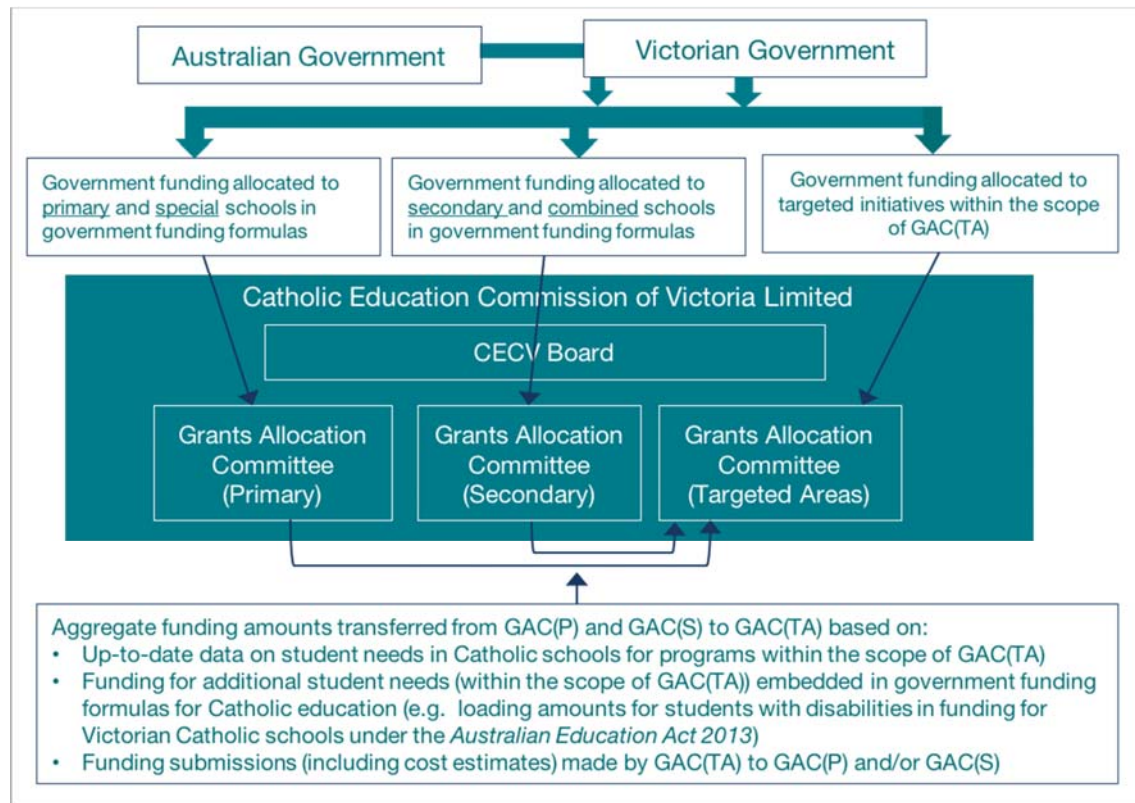 Australian Government
Victorian Government
Government funding allocated to
primary and special schools in
government funding formulas
Government funding allocated to
secondary and combined schools
in government funding formulas
Government funding allocated to
targeted initiatives within the scope
of GAC(TA)
Catholic Education Commission of Victoria Limited
CECV Board
Grants Allocation
Committee
(Primary)
Grants Allocation
Committee
(Secondary)
Grants Allocation
Committee
(Targeted Areas)
Aggregate funding amounts transferred from GAC(P) and GAC(S) to GAC(TA) based on:
• Up-to-date data on student needs in Catholic schools for programs within the scope of GAC(TA)
• Funding for additional student needs (within the scope of GAC(TA)) embedded in government funding
formulas for Catholic education (e.g. loading amounts for students with disabilities in funding for
Victorian Catholic schools under the Australian Education Act 2013)
• Funding submissions (including cost estimates) made by GAC(TA) to GAC(P) and/or GAC(S)